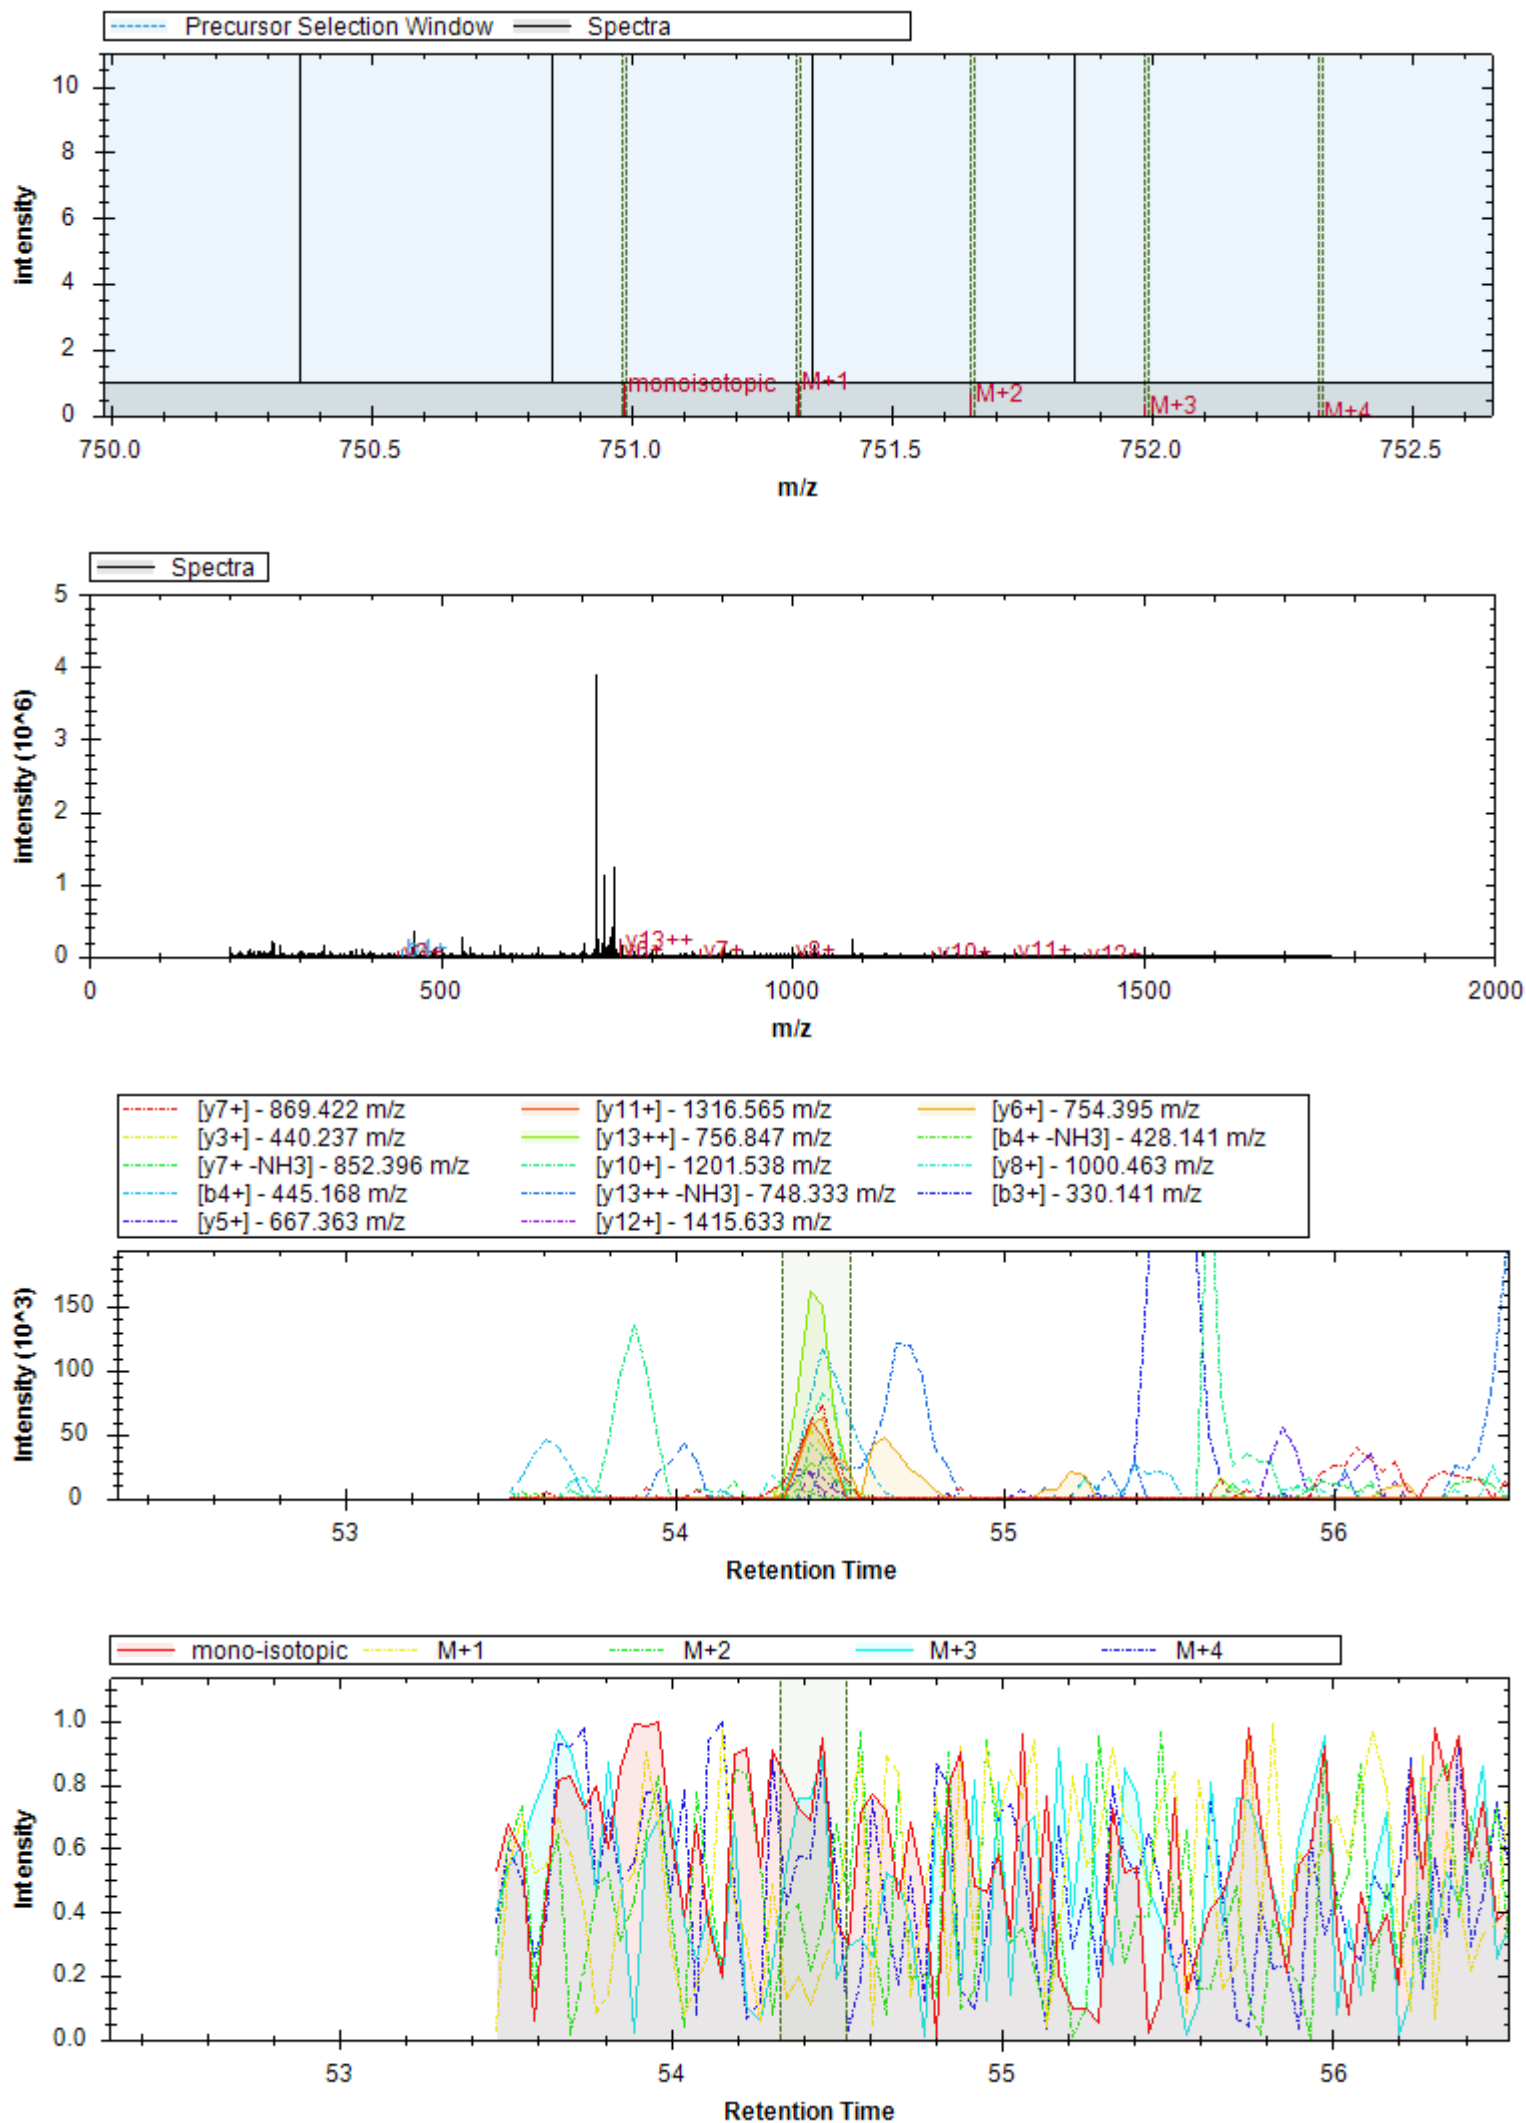 Precursor Selection Window Spectra
10
8
6
4
2
0
intensity
monoisotopic M+1 M+2 M+3 M+4
750.0 750.5 751.0 751.5 752.0 752.5
m/z
Spectra
5
4
3
2
1
0
intensity (10^6)
y13++
y7+ y8+ y10+ y11+ y12+
0 500 1000 1500 2000
m/z
[y7+] - 869.422 m/z [y11+] - 1316.565 m/z [y6+] - 754.395 m/z
[y3+] - 440.237 m/z [y13++] - 756.847 m/z [b4+ -NH3] - 428.141 m/z
[y7+ -NH3] - 852.396 m/z [y10+] - 1201.538 m/z [y8+] - 1000.463 m/z
[b4+] - 445.168 m/z [y13++ -NH3] - 748.333 m/z [b3+] - 330.141 m/z
[y5+] - 667.363 m/z [y12+] - 1415.633 m/z
150
100
50
0
Intensity (10^3)
53 54 55 56
Retention Time
mono-isotopic M+1 M+2 M+3 M+4
1.0
0.8
0.6
0.4
0.2
0.0
Intensity
53 54 55 56
Retention Time